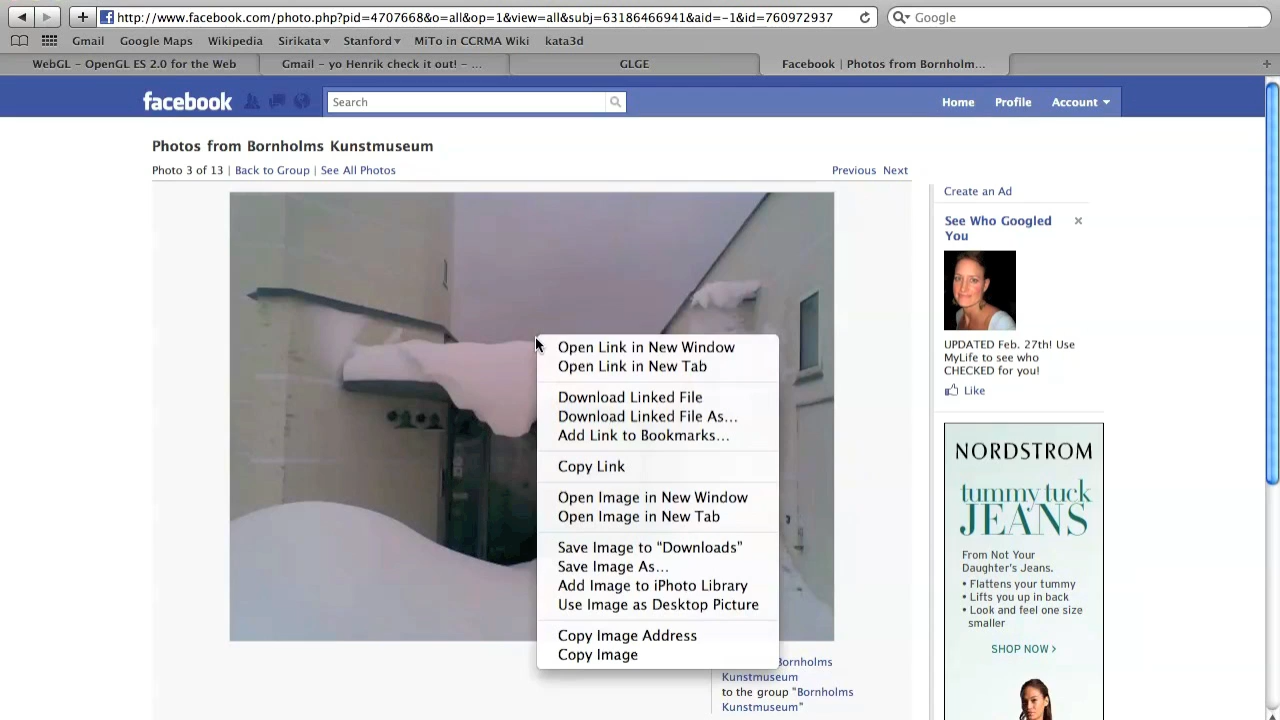 http://www.facebook.com/photo.php?pid=4707668&o=all&op=1&view=all&subj=63186466941&aid=-1&id=760972937
Google
Gmail Google Maps Wikipedia Sirikata Stanford MiTo in CCRMA Wiki kata3d
WebGL - OpenGL ES 2.0 for the Web Gmail - yo Henrik check it out! - ... GLGE Facebook | Photos from Bornholm...
facebook Search Home Profile Account
Photos from Bornholms Kunstmuseum
Photo 3 of 13 | Back to Group | See All Photos Previous Next
Open Link in New Window
Open Link in New Tab
Download Linked File
Download Linked File As...
Add Link to Bookmarks...
Copy Link
Open Image in New Window
Open Image in New Tab
Save Image to "Downloads"
Save Image As...
Add Image to iPhoto Library
Use Image as Desktop Picture
Copy Image Address
Copy Image
Bornholms
Kunstmuseum
to the group "Bornholms
Kunstmuseum"
Create an Ad
See Who Googled
You
UPDATED Feb. 27th! Use
MyLife to see who
CHECKED for you!
Like
NORDSTROM
tummy tuck
JEANS
From Not Your
Daughter's Jeans.
• Flattens your tummy
• Lifts you up in back
• Look and feel one size
smaller
SHOP NOW >